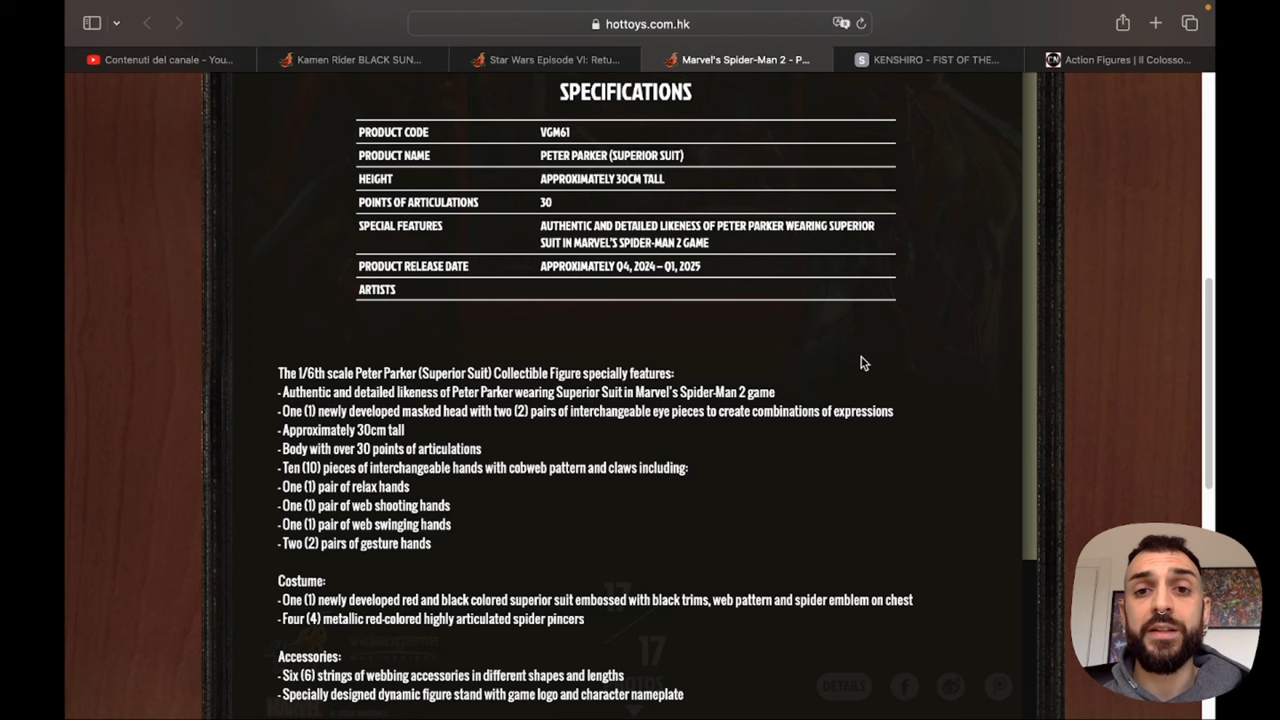 hottoys.com.hk
Contenuti del canale - You...
Kamen Rider BLACK SUN...
Star Wars Episode VI: Retu...
Marvel's Spider-Man 2 - P...
KENSHIRO - FIST OF THE...
Action Figures | Il Colosso...
SPECIFICATIONS
PRODUCT CODE VGM61
PRODUCT NAME PETER PARKER (SUPERIOR SUIT)
HEIGHT APPROXIMATELY 30CM TALL
POINTS OF ARTICULATIONS 30
SPECIAL FEATURES AUTHENTIC AND DETAILED LIKENESS OF PETER PARKER WEARING SUPERIOR
SUIT IN MARVEL'S SPIDER-MAN 2 GAME
PRODUCT RELEASE DATE APPROXIMATELY Q4, 2024 – Q1, 2025
ARTISTS
The 1/6th scale Peter Parker (Superior Suit) Collectible Figure specially features:
- Authentic and detailed likeness of Peter Parker wearing Superior Suit in Marvel's Spider-Man 2 game
- One (1) newly developed masked head with two (2) pairs of interchangeable eye pieces to create combinations of expressions
- Approximately 30cm tall
- Body with over 30 points of articulations
- Ten (10) pieces of interchangeable hands with cobweb pattern and claws including:
- One (1) pair of relax hands
- One (1) pair of web shooting hands
- One (1) pair of web swinging hands
- Two (2) pairs of gesture hands
Costume:
- One (1) newly developed red and black colored superior suit embossed with black trims, web pattern and spider emblem on chest
- Four (4) metallic red-colored highly articulated spider pincers
Accessories:
- Six (6) strings of webbing accessories in different shapes and lengths
- Specially designed dynamic figure stand with game logo and character nameplate
17
17
DETAILS